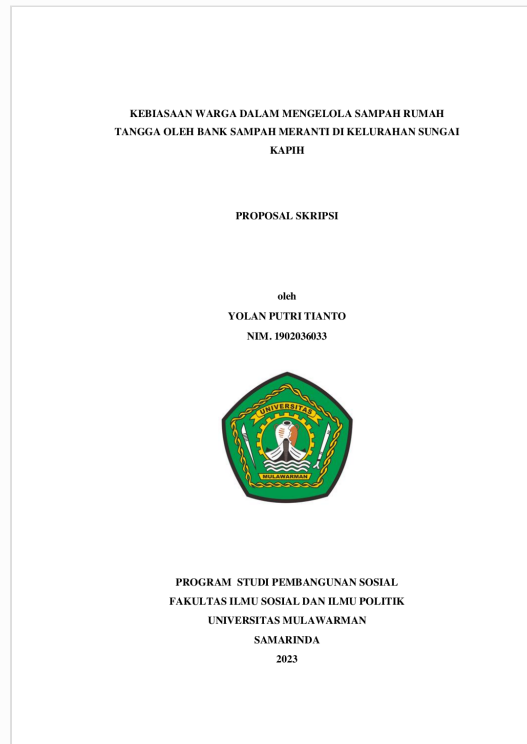 KEBIASAAN WARGA DALAM MENGELOLA SAMPAH RUMAH
TANGGA OLEH BANK SAMPAH MERANTI DI KELURAHAN SUNGAI
KAPIH
PROPOSAL SKRIPSI
oleh
YOLAN PUTRI TIANTO
NIM. 1902036033
UNIVERSITAS
MULAWARMAN
PROGRAM STUDI PEMBANGUNAN SOSIAL
FAKULTAS ILMU SOSIAL DAN ILMU POLITIK
UNIVERSITAS MULAWARMAN
SAMARINDA
2023